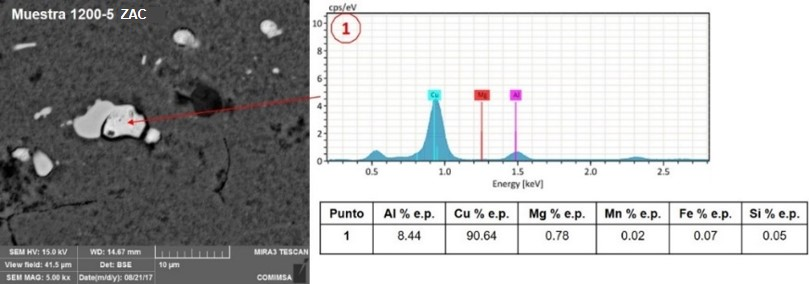 Muestra 1200-5 ZAC
SEM HV: 15.0 kV WD: 14.67 mm MIRA3 TESCAN
View field: 41.5 µm Det: BSE 10 µm
SEM MAG: 5.00 kx Date(m/d/y): 08/21/17 COMIMSA
cps/eV
1
10
8
6
4
2
0
Cu Mg Al
0.5 1.0 1.5 2.0 2.5
Energy [keV]
Punto Al % e.p. Cu % e.p. Mg % e.p. Mn % e.p. Fe % e.p. Si % e.p.
1 8.44 90.64 0.78 0.02 0.07 0.05